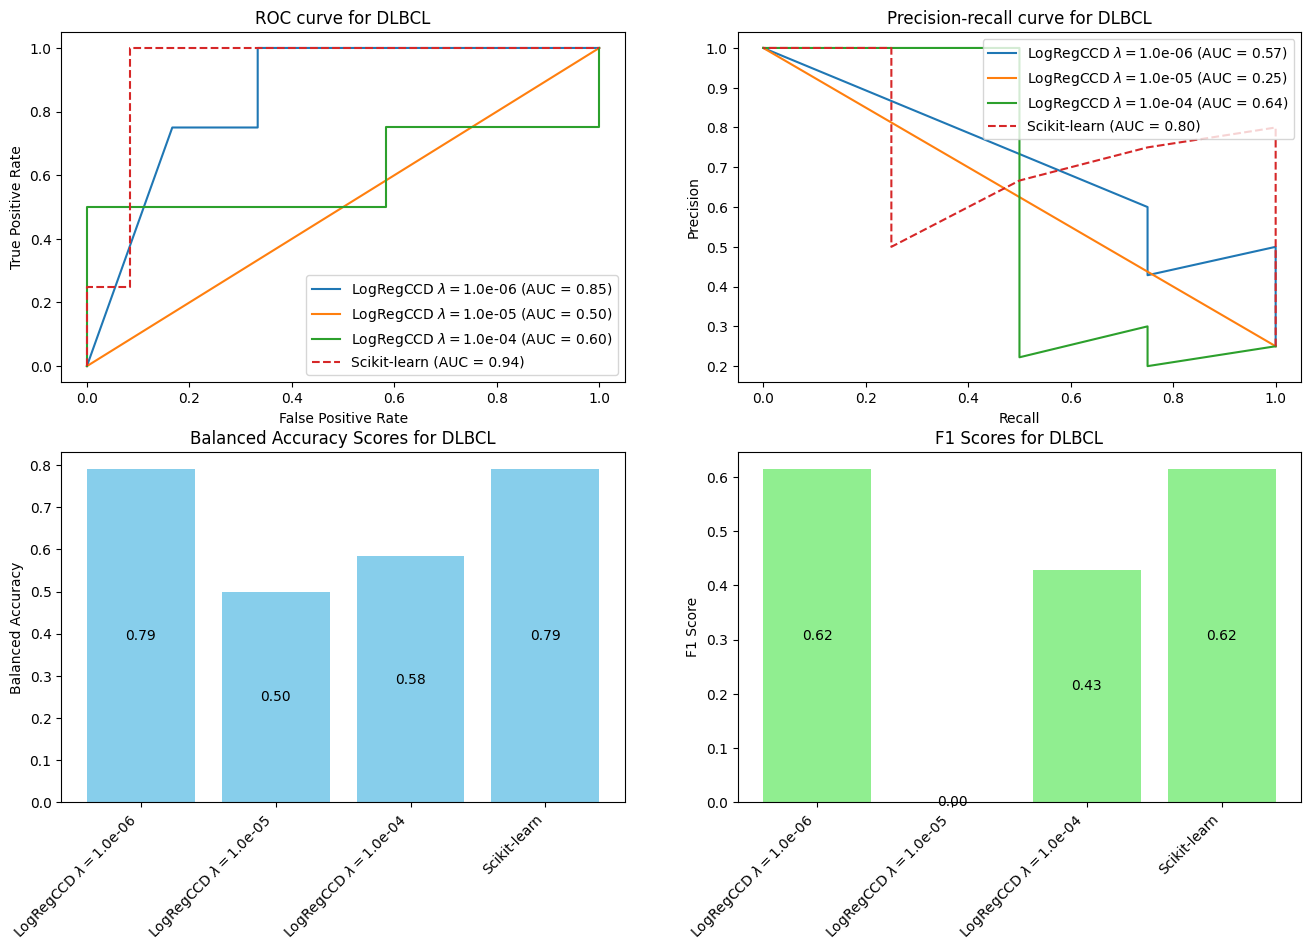 ROC curve for DLBCL
1.0
0.8
0.6
0.4
0.2
0.0
True Positive Rate
LogRegCCD λ = 1.0e-06 (AUC = 0.85)
LogRegCCD λ = 1.0e-05 (AUC = 0.50)
LogRegCCD λ = 1.0e-04 (AUC = 0.60)
Scikit-learn (AUC = 0.94)
0.0 0.2 0.4 0.6 0.8 1.0
False Positive Rate
Precision-recall curve for DLBCL
1.0
0.9
0.8
0.7
0.6
0.5
0.4
0.3
0.2
Precision
LogRegCCD λ = 1.0e-06 (AUC = 0.57)
LogRegCCD λ = 1.0e-05 (AUC = 0.25)
LogRegCCD λ = 1.0e-04 (AUC = 0.64)
Scikit-learn (AUC = 0.80)
0.0 0.2 0.4 0.6 0.8 1.0
Recall
Balanced Accuracy Scores for DLBCL
0.8
0.7
0.6
0.5
0.4
0.3
0.2
0.1
0.0
Balanced Accuracy
0.79
0.50
0.58
0.79
LogRegCCD λ = 1.0e-06
LogRegCCD λ = 1.0e-05
LogRegCCD λ = 1.0e-04
Scikit-learn
F1 Scores for DLBCL
0.6
0.5
0.4
0.3
0.2
0.1
0.0
F1 Score
0.62
0.00
0.43
0.62
LogRegCCD λ = 1.0e-06
LogRegCCD λ = 1.0e-05
LogRegCCD λ = 1.0e-04
Scikit-learn